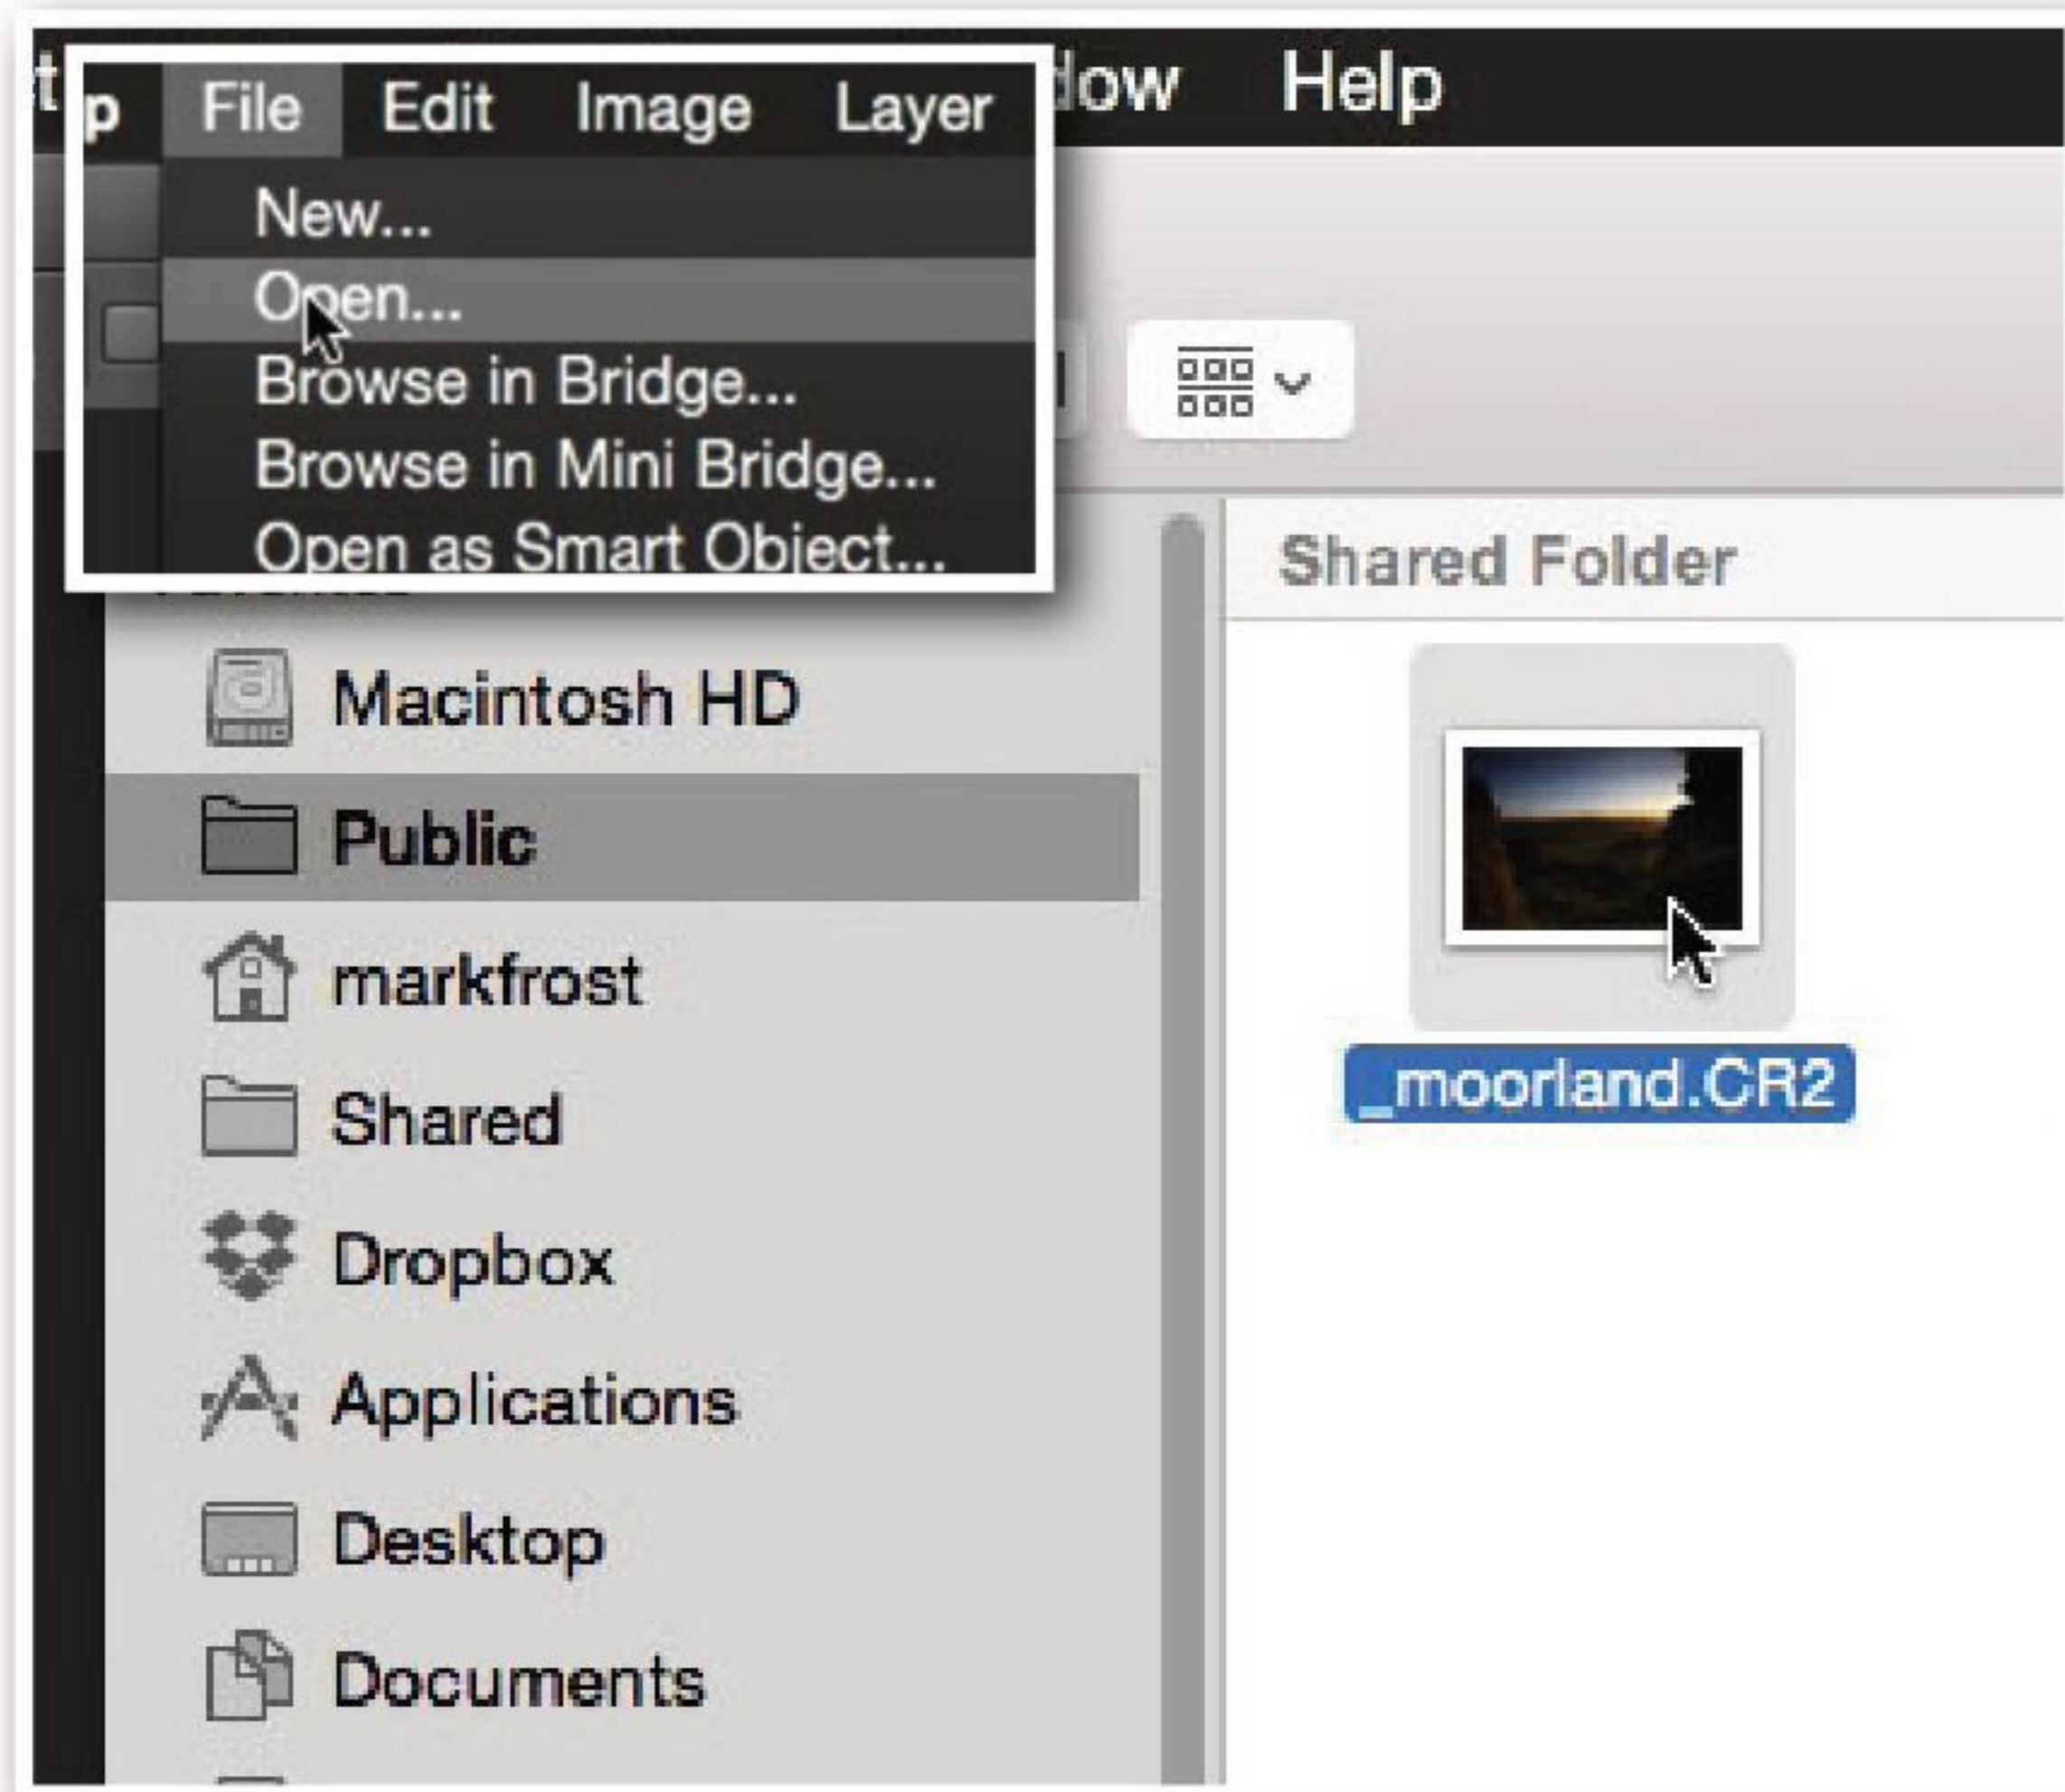 p File Edit Image Layer
New...
Open...
Browse in Bridge...
Browse in Mini Bridge...
Open as Smart Object...
t dow Help
Macintosh HD
Public
markfrost
Shared
Dropbox
Applications
Desktop
Documents
Shared Folder
_moorland.CR2